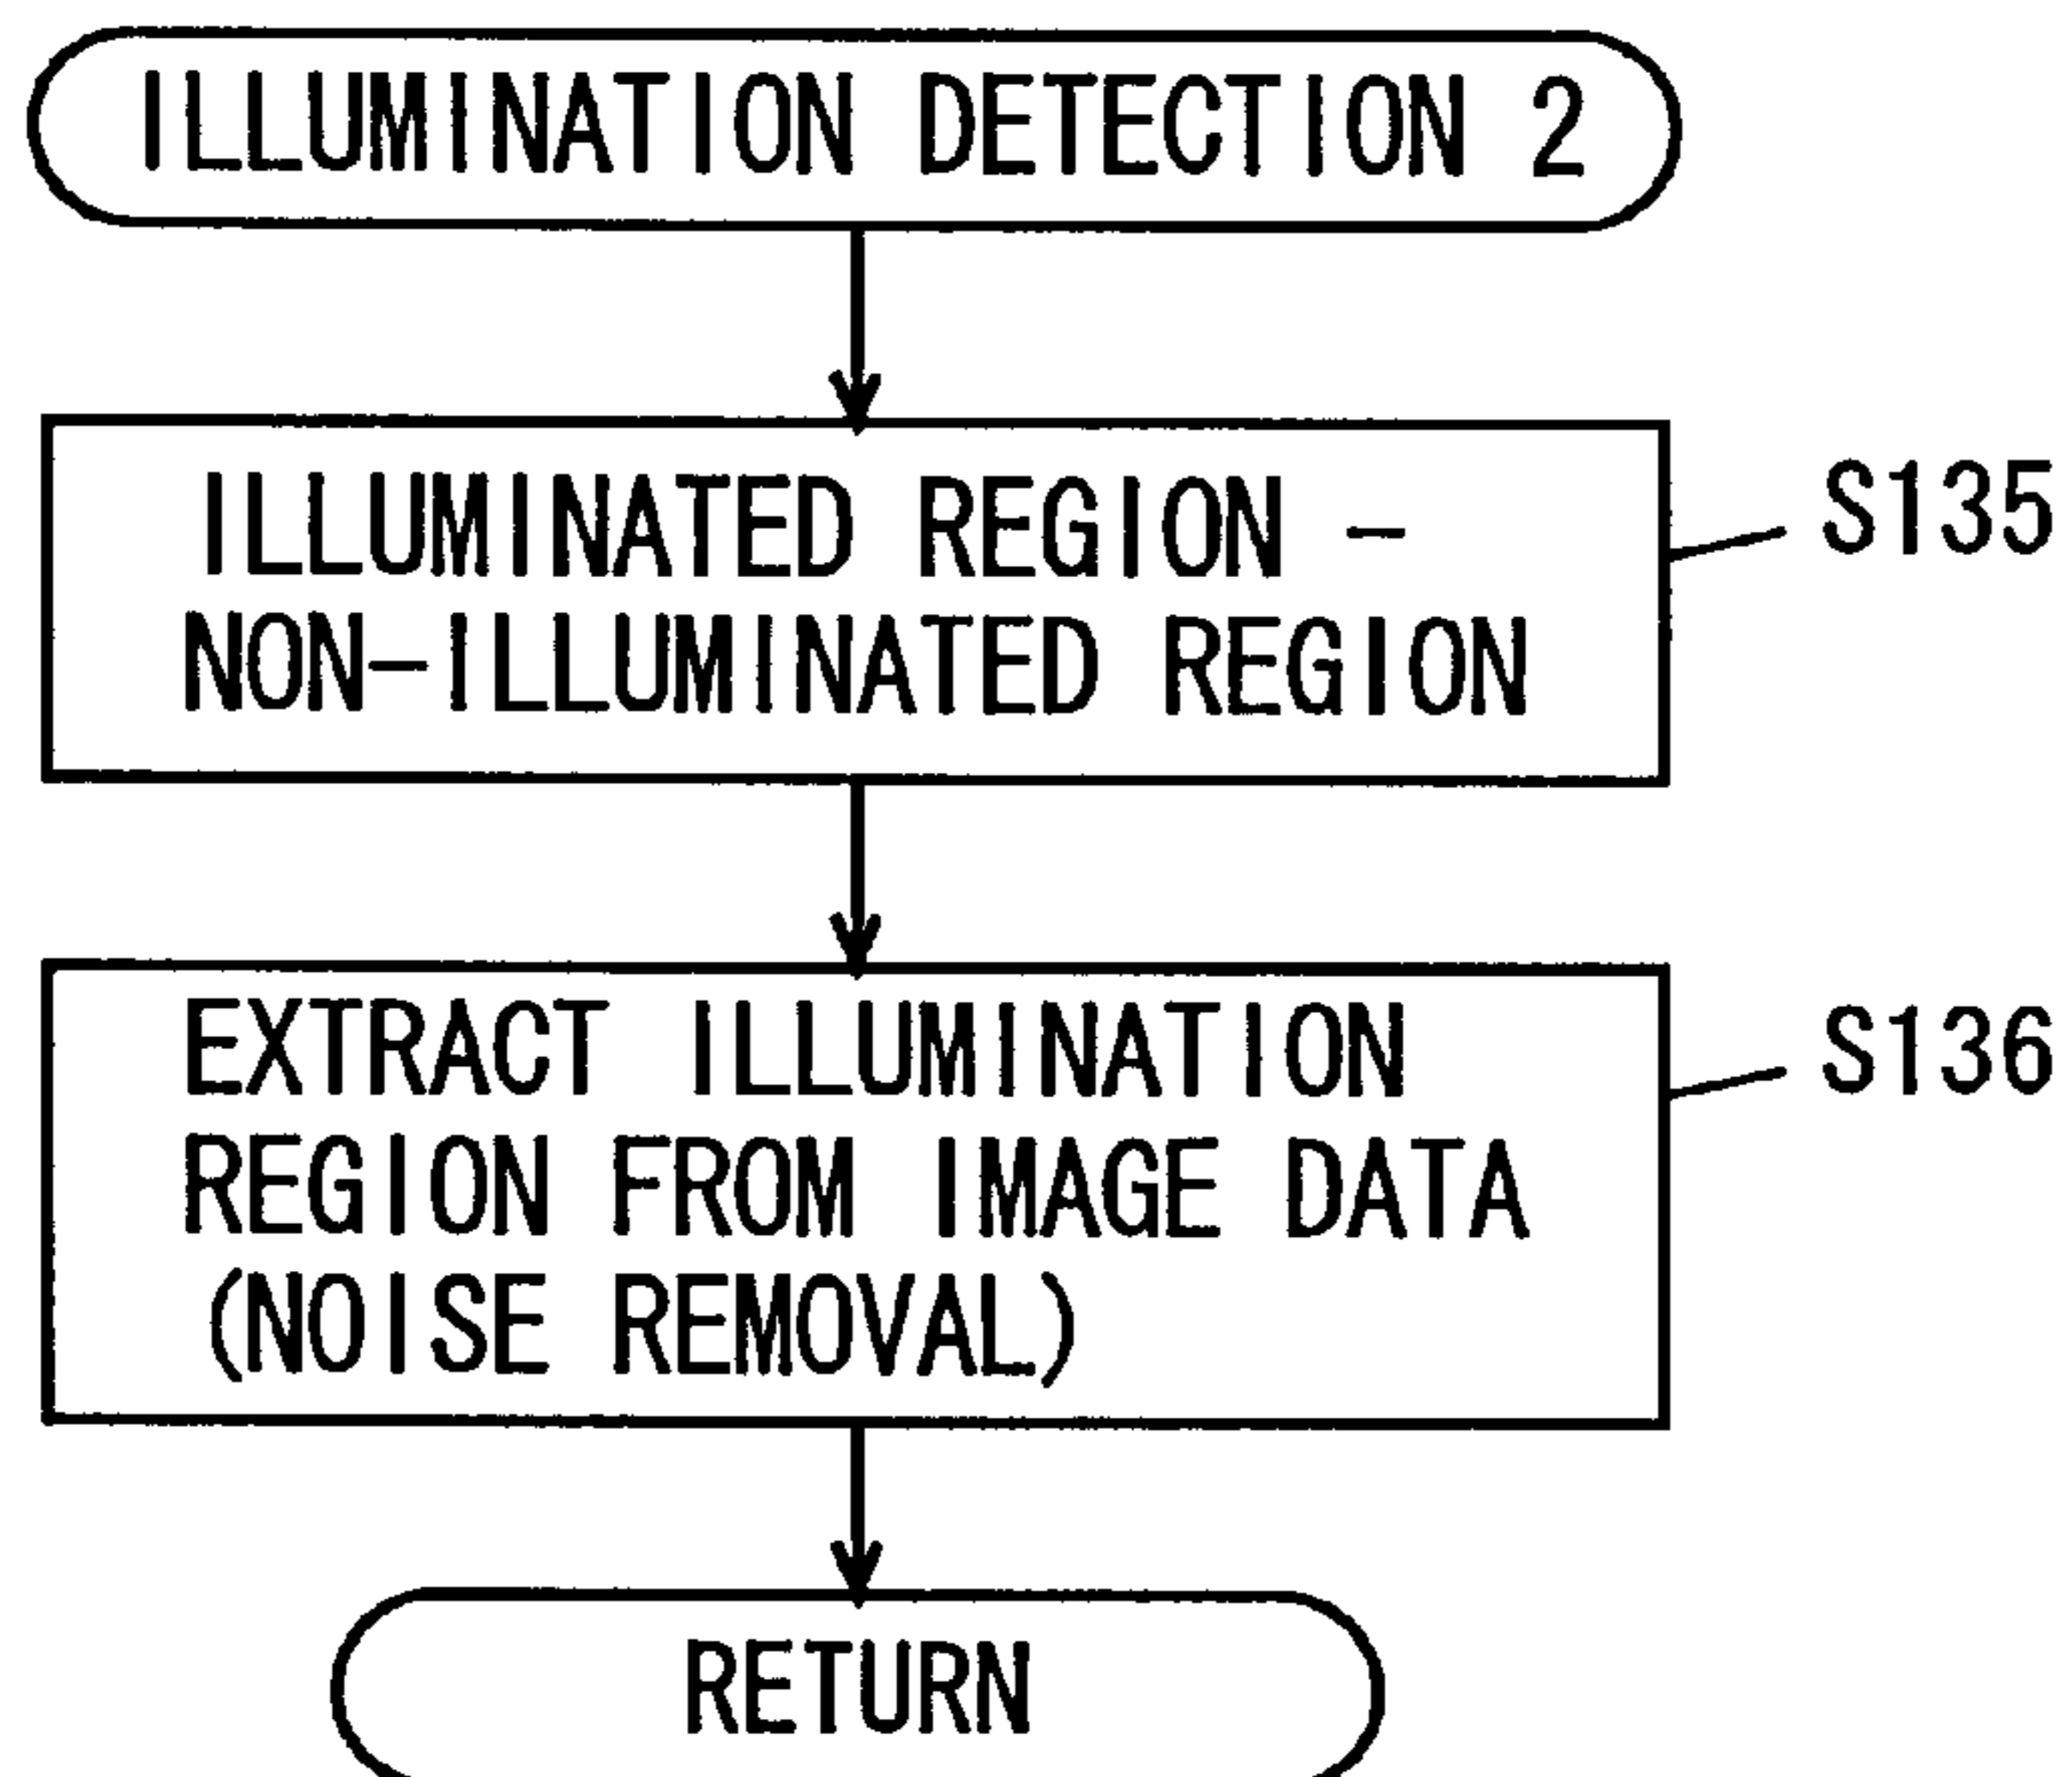 ILLUMINATION DETECTION 2
ILLUMINATED REGION -
NON-ILLUMINATED REGION
S135
EXTRACT ILLUMINATION
REGION FROM IMAGE DATA
(NOISE REMOVAL)
S136
RETURN